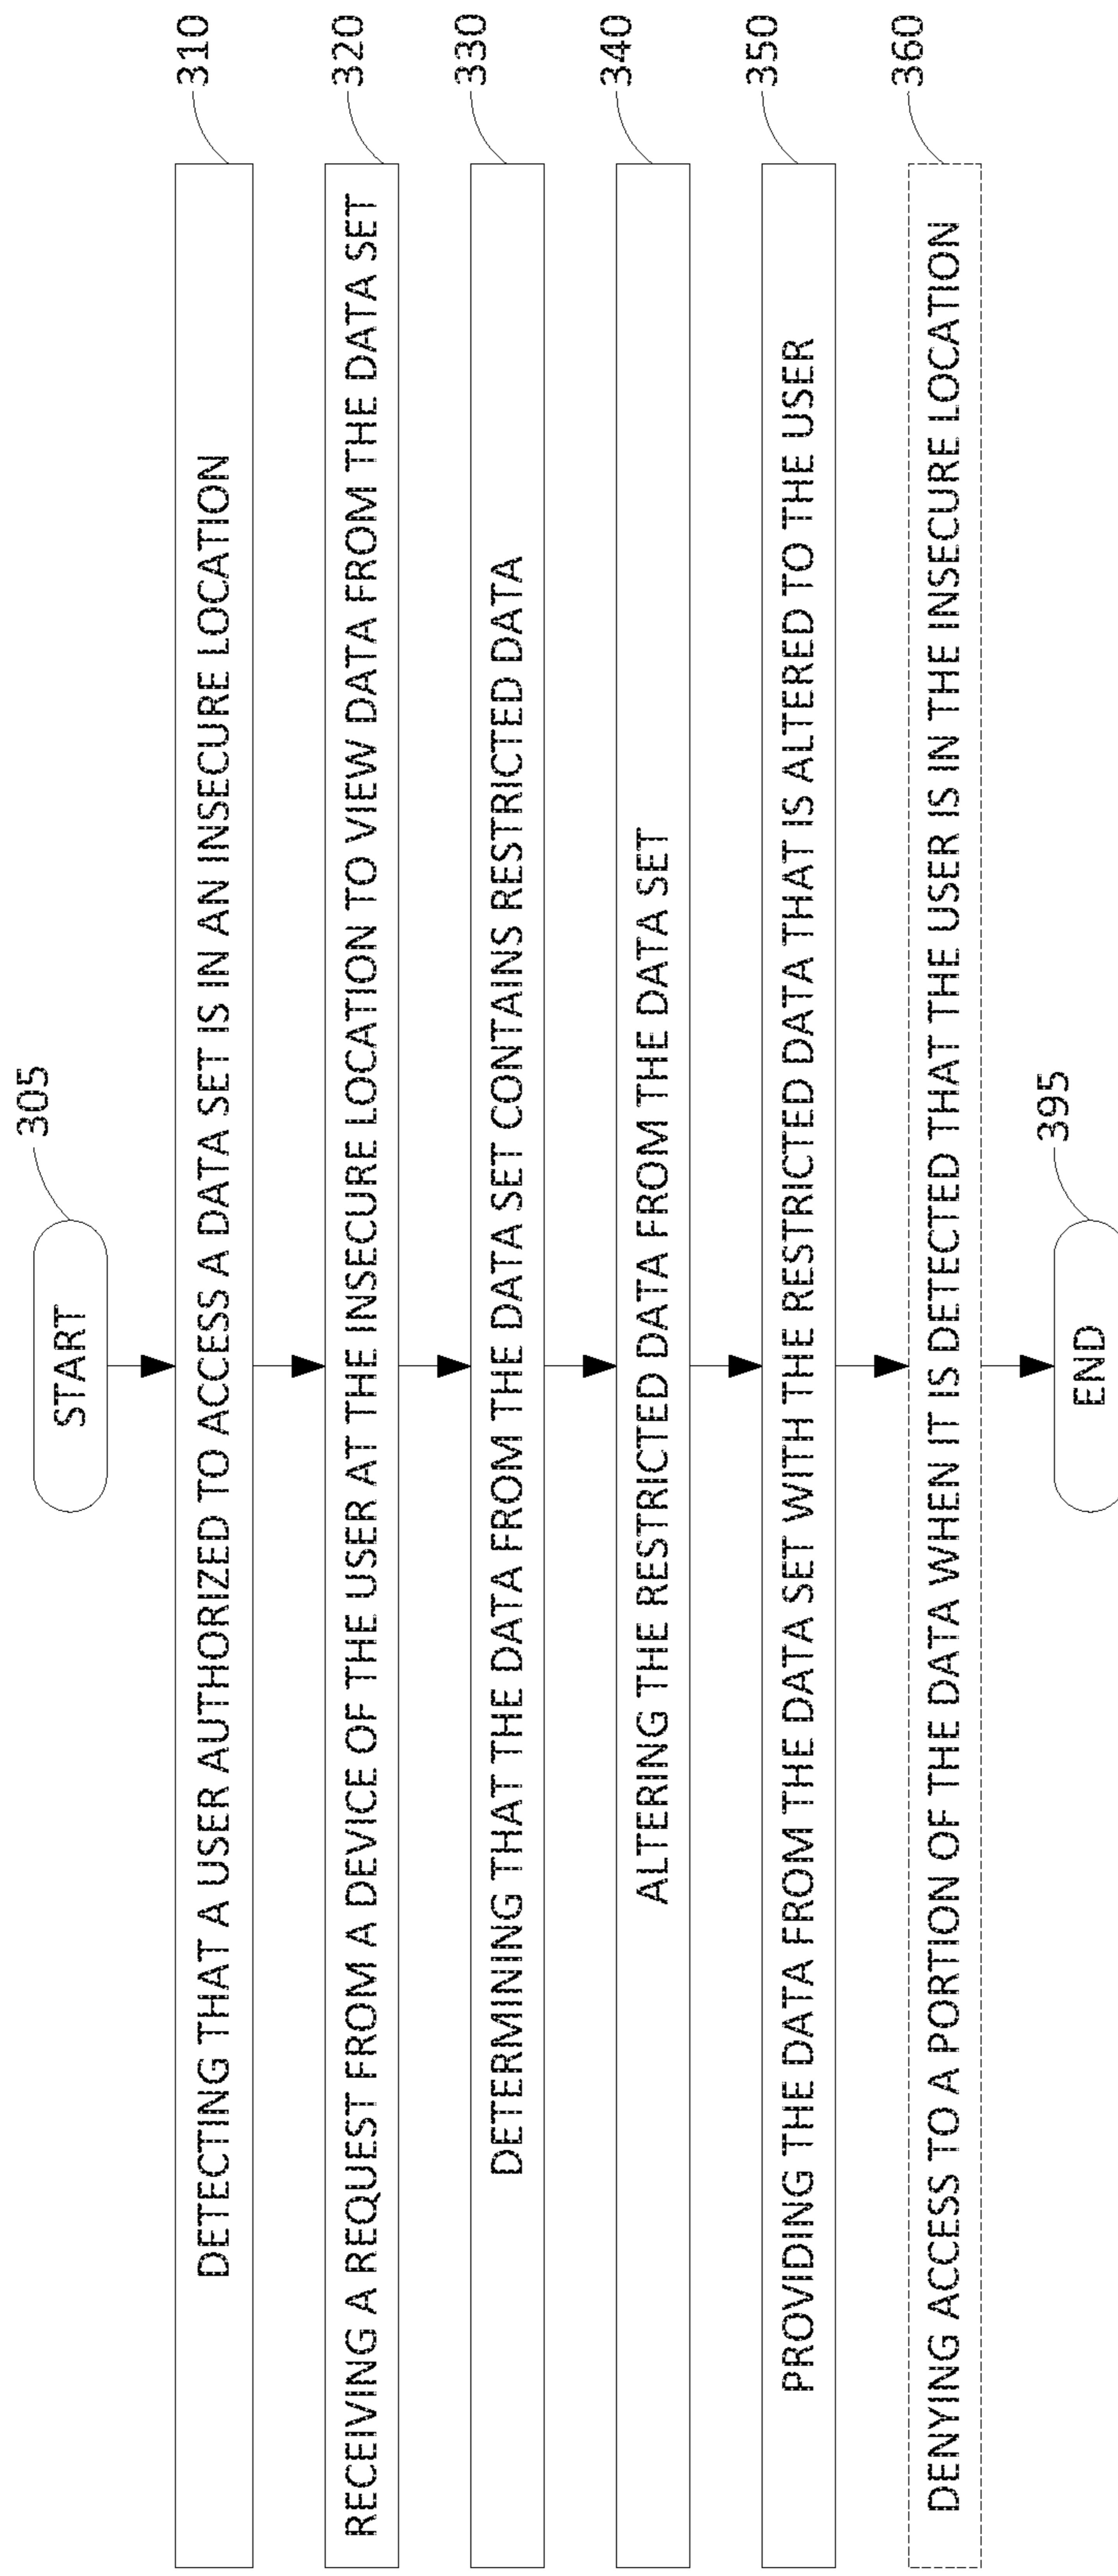 305
START
310
DETECTING THAT A USER AUTHORIZED TO ACCESS A DATA SET IS IN AN INSECURE LOCATION
320
RECEIVING A REQUEST FROM A DEVICE OF THE USER AT THE INSECURE LOCATION TO VIEW DATA FROM THE DATA SET
330
DETERMINING THAT THE DATA FROM THE DATA SET CONTAINS RESTRICTED DATA
340
ALTERING THE RESTRICTED DATA FROM THE DATA SET
350
PROVIDING THE DATA FROM THE DATA SET WITH THE RESTRICTED DATA THAT IS ALTERED TO THE USER
360
DENYING ACCESS TO A PORTION OF THE DATA WHEN IT IS DETECTED THAT THE USER IS IN THE INSECURE LOCATION
395
END